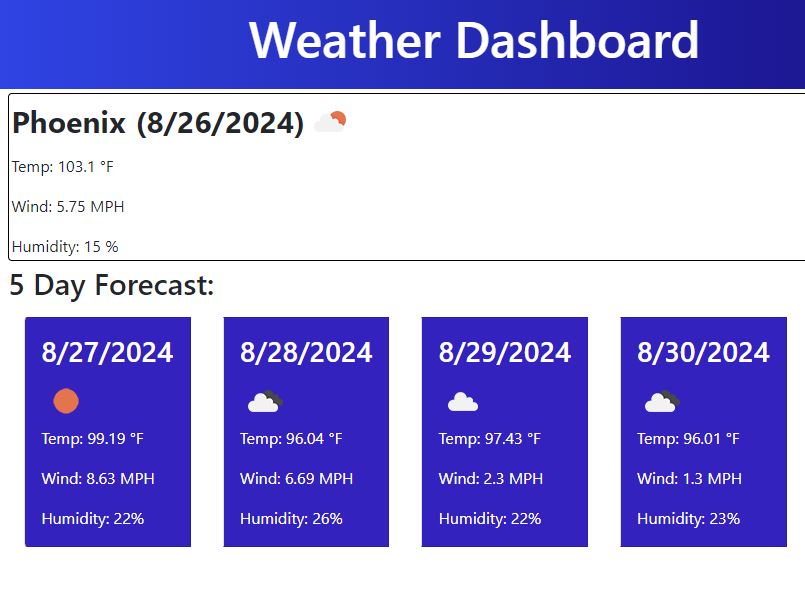 Weather Dashboard
Phoenix (8/26/2024)
Temp: 103.1 °F
Wind: 5.75 MPH
Humidity: 15 %
5 Day Forecast:
8/27/2024
Temp: 99.19 °F
Wind: 8.63 MPH
Humidity: 22%
8/28/2024
Temp: 96.04 °F
Wind: 6.69 MPH
Humidity: 26%
8/29/2024
Temp: 97.43 °F
Wind: 2.3 MPH
Humidity: 22%
8/30/2024
Temp: 96.01 °F
Wind: 1.3 MPH
Humidity: 23%